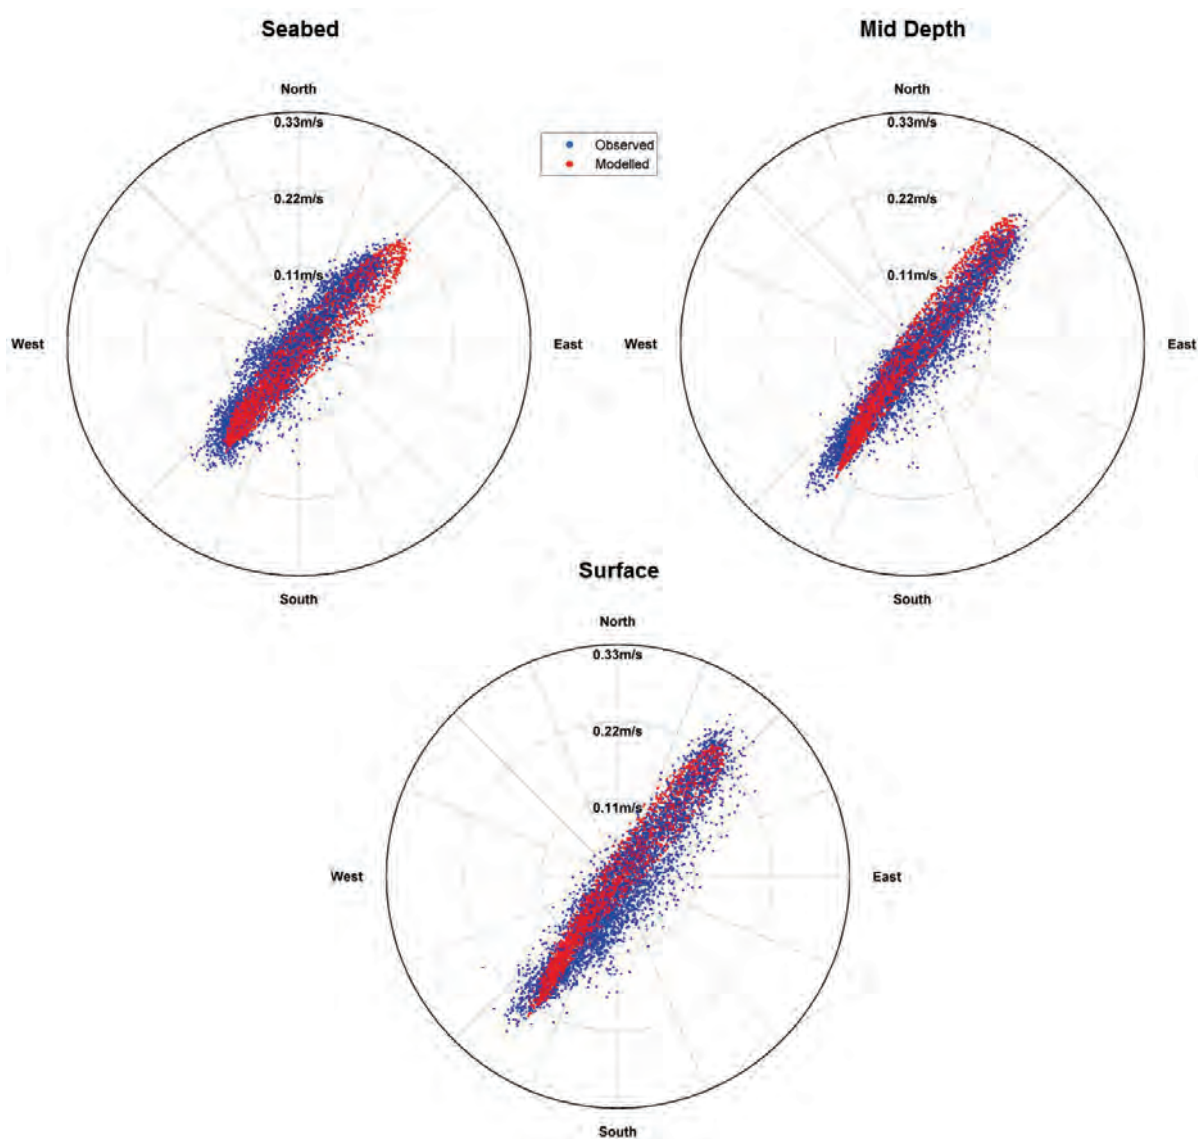 Seabed
North
0.33m/s
0.22m/s
0.11m/s
West
East
South
Observed
Modelled
Mid Depth
North
0.33m/s
0.22m/s
0.11m/s
West
East
South
Surface
North
0.33m/s
0.22m/s
0.11m/s
West
East
South